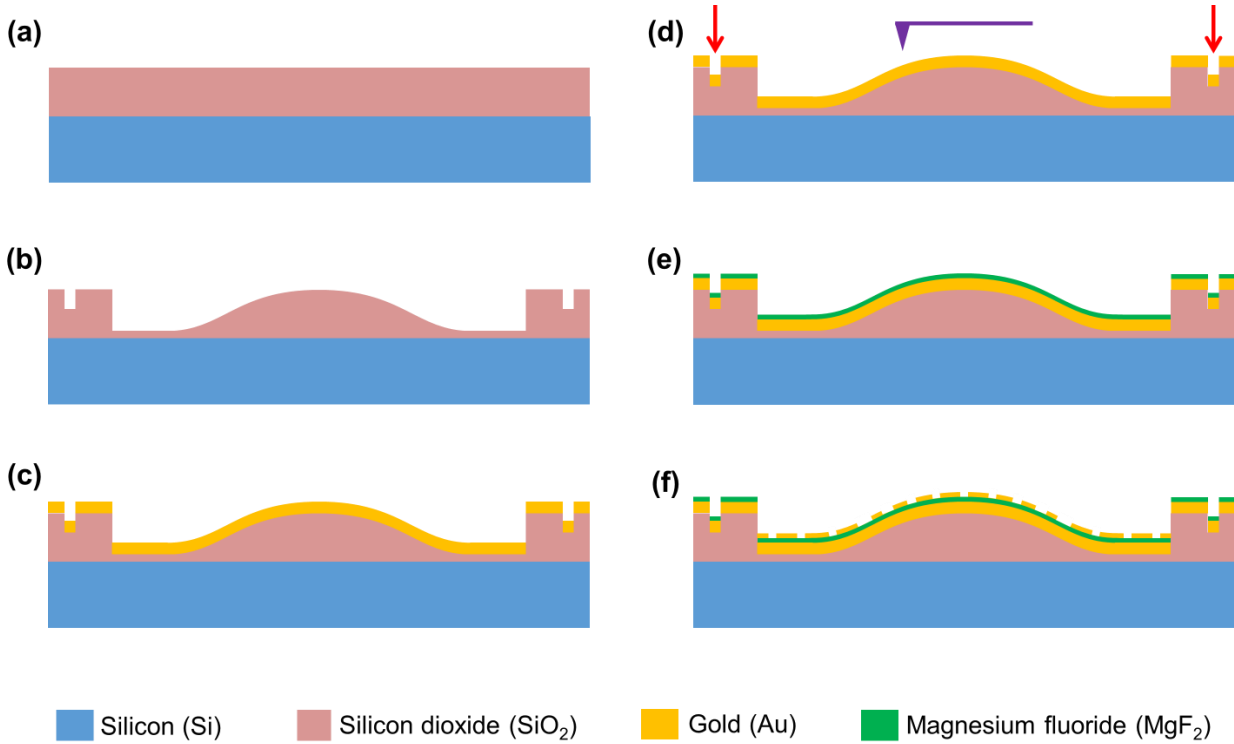 (a)
(d)
(b)
(e)
(c)
(f)
Silicon (Si)
Silicon dioxide (SiO₂)
Gold (Au)
Magnesium fluoride (MgF₂)